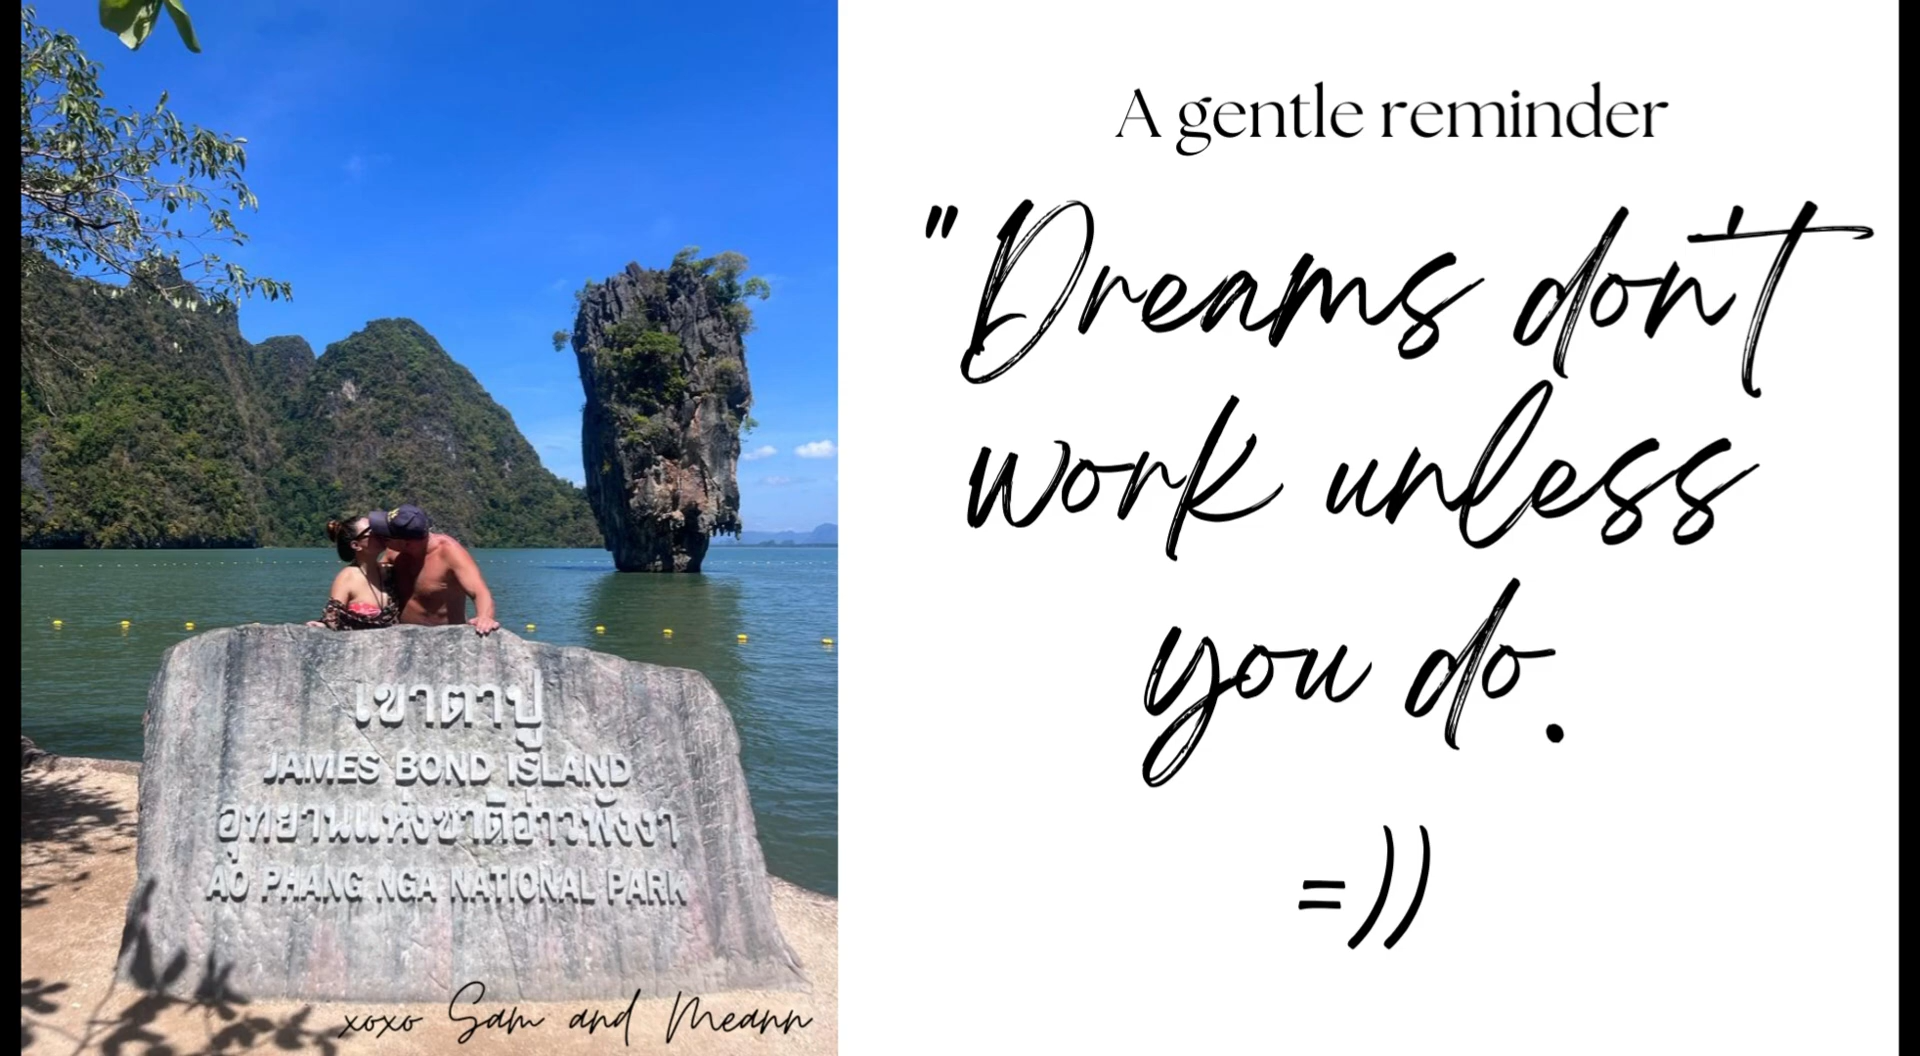 เขาตาปู
JAMES BOND ISLAND
อุทยานแห่งชาติอ่าวพังงา
AO PHANG NGA NATIONAL PARK
xoxo Sam and Meann
A gentle reminder
"Dreams don't
work unless
you do.
=))